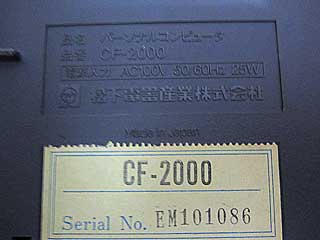 品名 パーソナルコンピュータ
品番 CF-2000
電源入力 AC100V 50/60Hz 25W
松下電器産業株式会社
Made in Japan
CF-2000
Serial No. EM101086